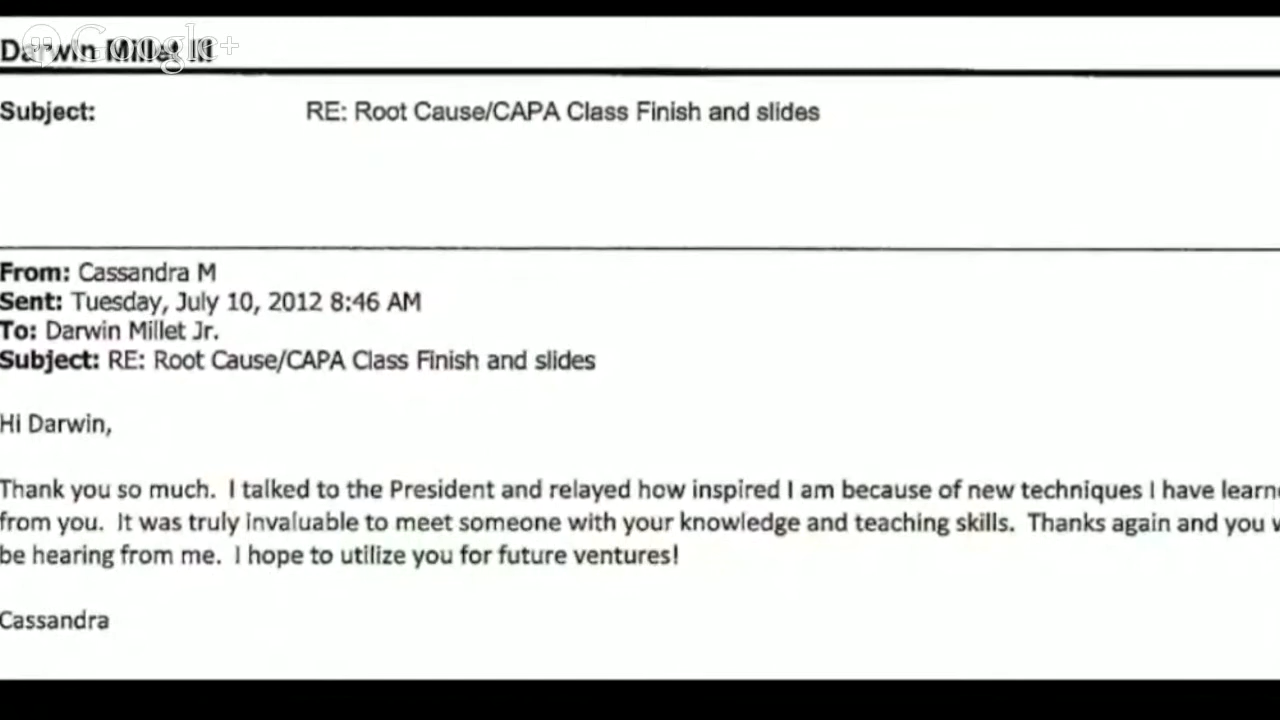 Google+
Darwin Millet
Subject: RE: Root Cause/CAPA Class Finish and slides
From: Cassandra M
Sent: Tuesday, July 10, 2012 8:46 AM
To: Darwin Millet Jr.
Subject: RE: Root Cause/CAPA Class Finish and slides
Hi Darwin,
Thank you so much. I talked to the President and relayed how inspired I am because of new techniques I have
from you. It was truly invaluable to meet someone with your knowledge and teaching skills. Thanks again and you
be hearing from me. I hope to utilize you for future ventures!
Cassandra